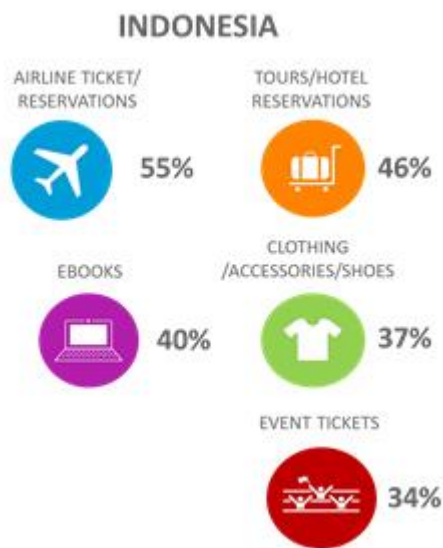 INDONESIA
AIRLINE TICKET/
RESERVATIONS
55%
TOURS/HOTEL
RESERVATIONS
46%
EBOOKS
40%
CLOTHING
/ACCESSORIES/SHOES
37%
EVENT TICKETS
34%